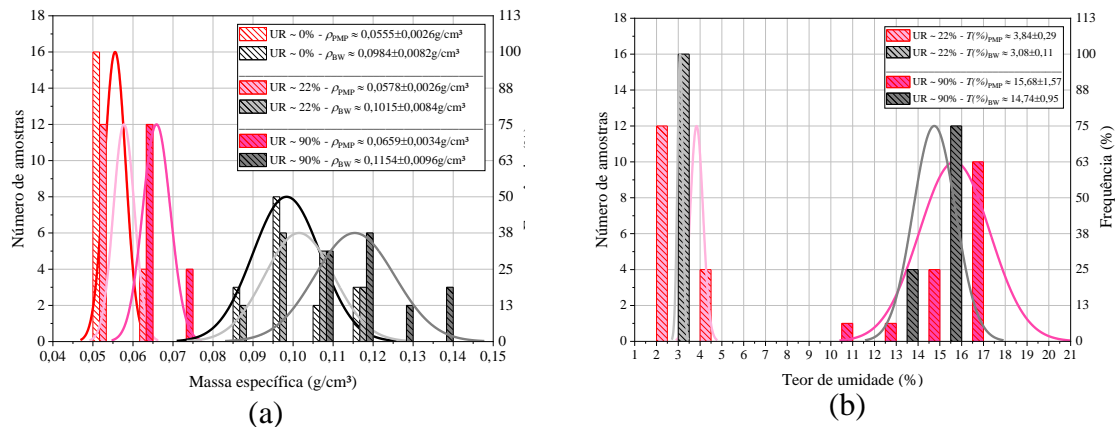 (a)
Número de amostras
18
16
14
12
10
8
6
4
2
0
113
100
88
75
63
50
38
25
13
0
UR ~ 0% - ρPMP ≈ 0,0555±0,0026g/cm³
UR ~ 0% - ρBW ≈ 0,0984±0,0082g/cm³
UR ~ 22% - ρPMP ≈ 0,0578±0,0026g/cm³
UR ~ 22% - ρBW ≈ 0,1015±0,0084g/cm³
UR ~ 90% - ρPMP ≈ 0,0659±0,0034g/cm³
UR ~ 90% - ρBW ≈ 0,1154±0,0096g/cm³
0,04 0,05 0,06 0,07 0,08 0,09 0,10 0,11 0,12 0,13 0,14 0,15
Massa específica (g/cm³)
(a)
b)
Número de amostras
18
16
14
12
10
8
6
4
2
0
113
100
88
75
63
50
38
25
13
0
Frequência (%)
UR ~ 22% - T(%)PMP ≈ 3,84±0,29
UR ~ 22% - T(%)BW ≈ 3,08±0,11
UR ~ 90% - T(%)PMP ≈ 15,68±1,57
UR ~ 90% - T(%)BW ≈ 14,74±0,95
1 2 3 4 5 6 7 8 9 10 11 12 13 14 15 16 17 18 19 20 21
Teor de umidade (%)
(b)